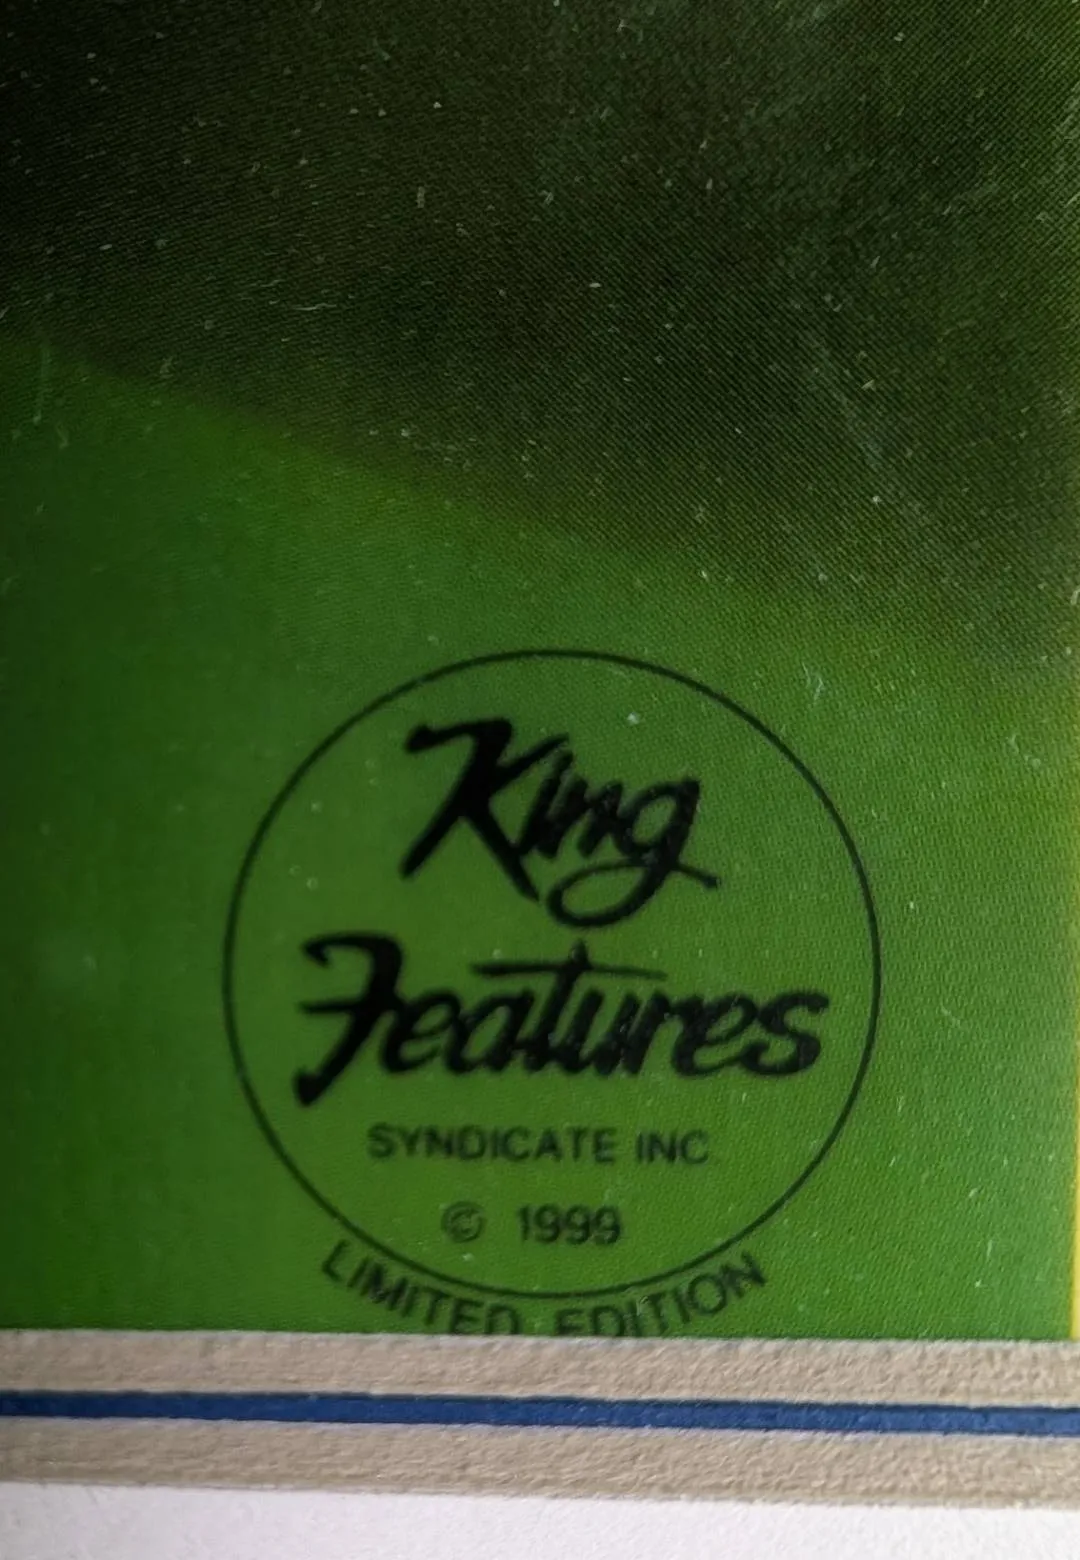 King
Features
SYNDICATE INC
© 1999
LIMITED EDITION